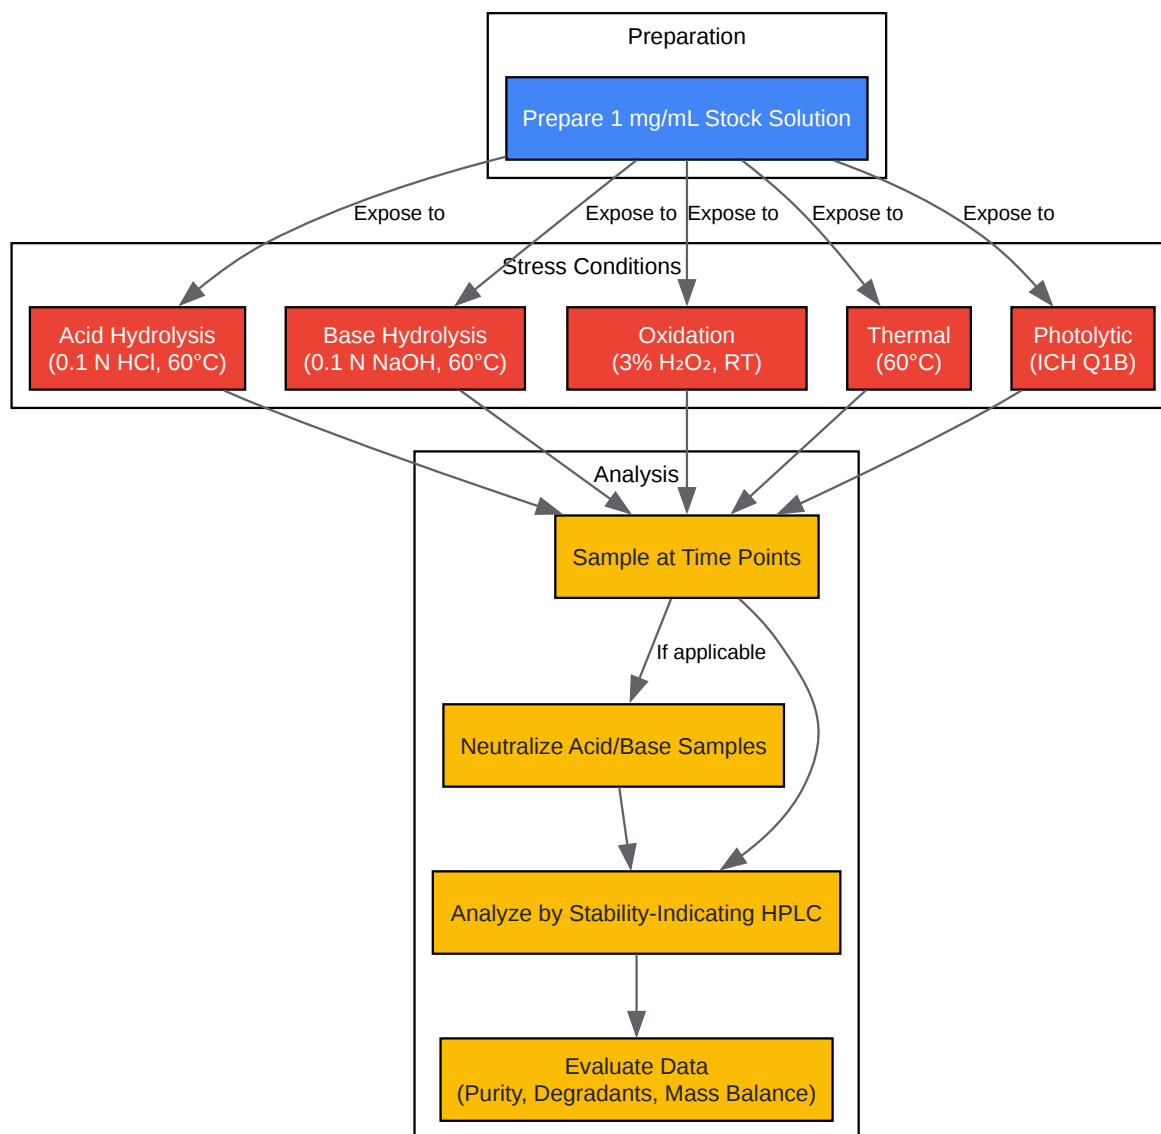 Preparation
Prepare 1 mg/mL Stock Solution
Expose to
Expose to
Expose to
Expose to
Expose to
Stress Conditions
Acid Hydrolysis
(0.1 N HCl, 60°C)
Base Hydrolysis
(0.1 N NaOH, 60°C)
Oxidation
(3% H₂O₂, RT)
Thermal
(60°C)
Photolytic
(ICH Q1B)
Analysis
Sample at Time Points
If applicable
Neutralize Acid/Base Samples
Analyze by Stability-Indicating HPLC
Evaluate Data
(Purity, Degradants, Mass Balance)